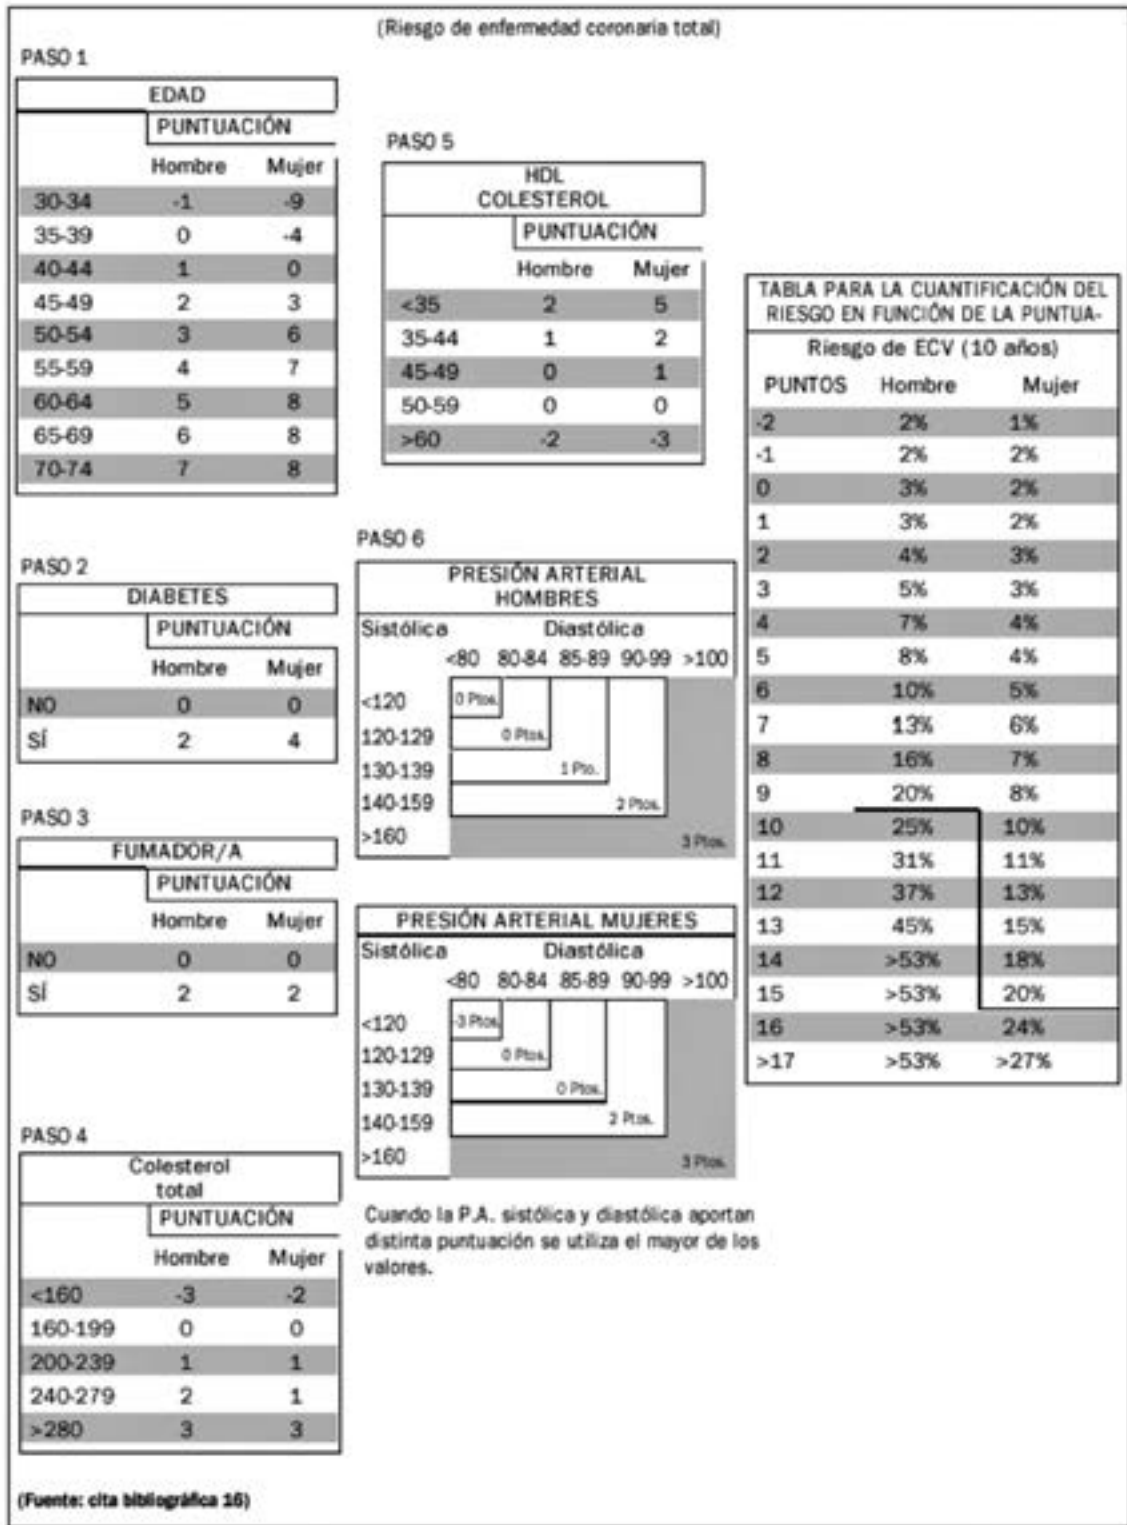 (Riesgo de enfermedad coronaria total)
PASO 1
EDAD
PUNTUACIÓN
Hombre Mujer
30-34 -1 -9
35-39 0 -4
40-44 1 0
45-49 2 3
50-54 3 6
55-59 4 7
60-64 5 8
65-69 6 8
70-74 7 8
PASO 2
DIABETES
PUNTUACIÓN
Hombre Mujer
NO 0 0
SÍ 2 4
PASO 3
FUMADOR/A
PUNTUACIÓN
Hombre Mujer
NO 0 0
SÍ 2 2
PASO 4
Colesterol
total
PUNTUACIÓN
Hombre Mujer
<160 -3 -2
160-199 0 0
200-239 1 1
240-279 2 1
>280 3 3
PASO 5
HDL
COLESTEROL
PUNTUACIÓN
Hombre Mujer
<35 2 5
35-44 1 2
45-49 0 1
50-59 0 0
>60 -2 -3
PASO 6
PRESIÓN ARTERIAL
HOMBRES
Sistólica Diastólica
<80 80-84 85-89 90-99 >100
<120 0 Ptos.
120-129 0 Ptos.
130-139 1 Pto.
140-159 2 Ptos.
>160 3 Ptos.
PRESIÓN ARTERIAL MUJERES
Sistólica Diastólica
<80 80-84 85-89 90-99 >100
<120 -3 Ptos.
120-129 0 Ptos.
130-139 0 Ptos.
140-159 2 Ptos.
>160 3 Ptos.
Cuando la P.A. sistólica y diastólica aportan
distinta puntuación se utiliza el mayor de los
valores.
TABLA PARA LA CUANTIFICACIÓN DEL
RIESGO EN FUNCIÓN DE LA PUNTUA-
Riesgo de ECV (10 años)
PUNTOS Hombre Mujer
-2 2% 1%
-1 2% 2%
0 3% 2%
1 3% 2%
2 4% 3%
3 5% 3%
4 7% 4%
5 8% 4%
6 10% 5%
7 13% 6%
8 16% 7%
9 20% 8%
10 25% 10%
11 31% 11%
12 37% 13%
13 45% 15%
14 >53% 18%
15 >53% 20%
16 >53% 24%
>17 >53% >27%
(Fuente: cita bibliográfica 16)